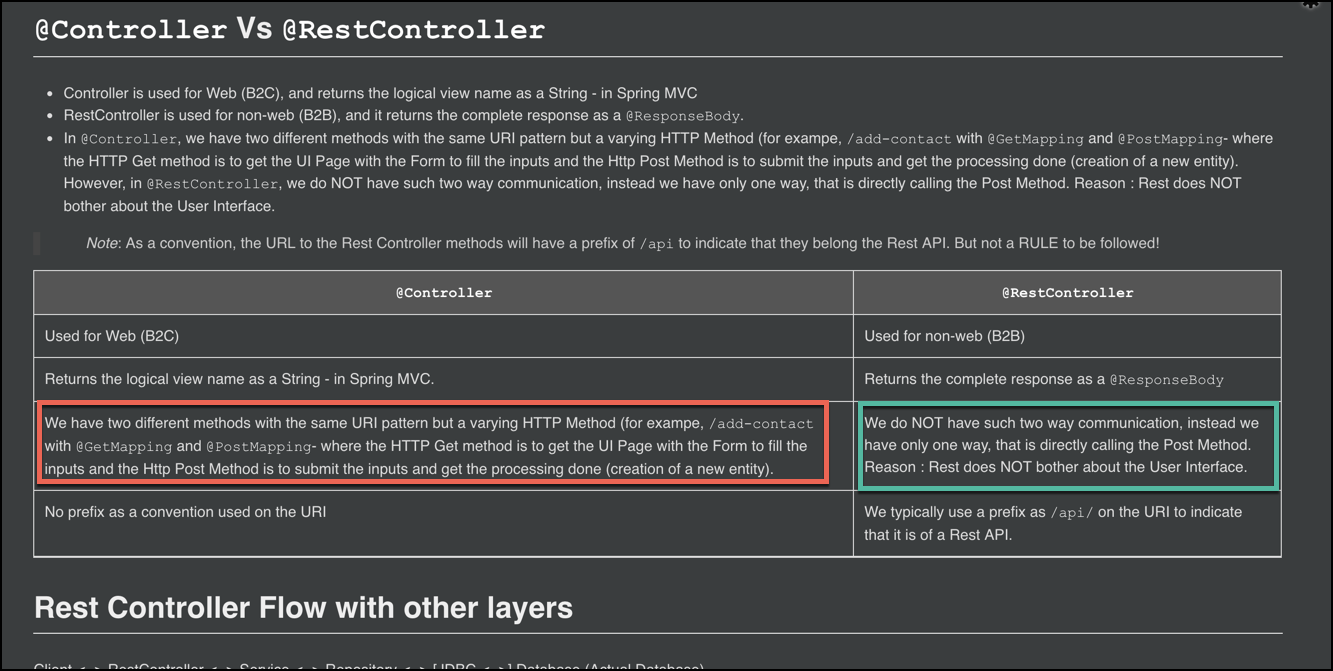 @Controller Vs @RestController
• Controller is used for Web (B2C), and returns the logical view name as a String - in Spring MVC
• RestController is used for non-web (B2B), and it returns the complete response as a @ResponseBody.
• In @Controller, we have two different methods with the same URI pattern but a varying HTTP Method (for exampe, /add-contact with @GetMapping and @PostMapping- where
the HTTP Get method is to get the UI Page with the Form to fill the inputs and the Http Post Method is to submit the inputs and get the processing done (creation of a new entity).
However, in @RestController, we do NOT have such two way communication, instead we have only one way, that is directly calling the Post Method. Reason : Rest does NOT
bother about the User Interface.
Note: As a convention, the URL to the Rest Controller methods will have a prefix of /api to indicate that they belong the Rest API. But not a RULE to be followed!
@Controller
@RestController
Used for Web (B2C)
Used for non-web (B2B)
Returns the logical view name as a String - in Spring MVC.
Returns the complete response as a @ResponseBody
We have two different methods with the same URI pattern but a varying HTTP Method (for exampe, /add-contact
with @GetMapping and @PostMapping- where the HTTP Get method is to get the UI Page with the Form to fill the
inputs and the Http Post Method is to submit the inputs and get the processing done (creation of a new entity).
We do NOT have such two way communication, instead we
have only one way, that is directly calling the Post Method.
Reason : Rest does NOT bother about the User Interface.
No prefix as a convention used on the URI
We typically use a prefix as /api/ on the URI to indicate
that it is of a Rest API.
Rest Controller Flow with other layers
Client < > RestController < > Service < > Repository < > [JDBC < >] Database (Actual Database)